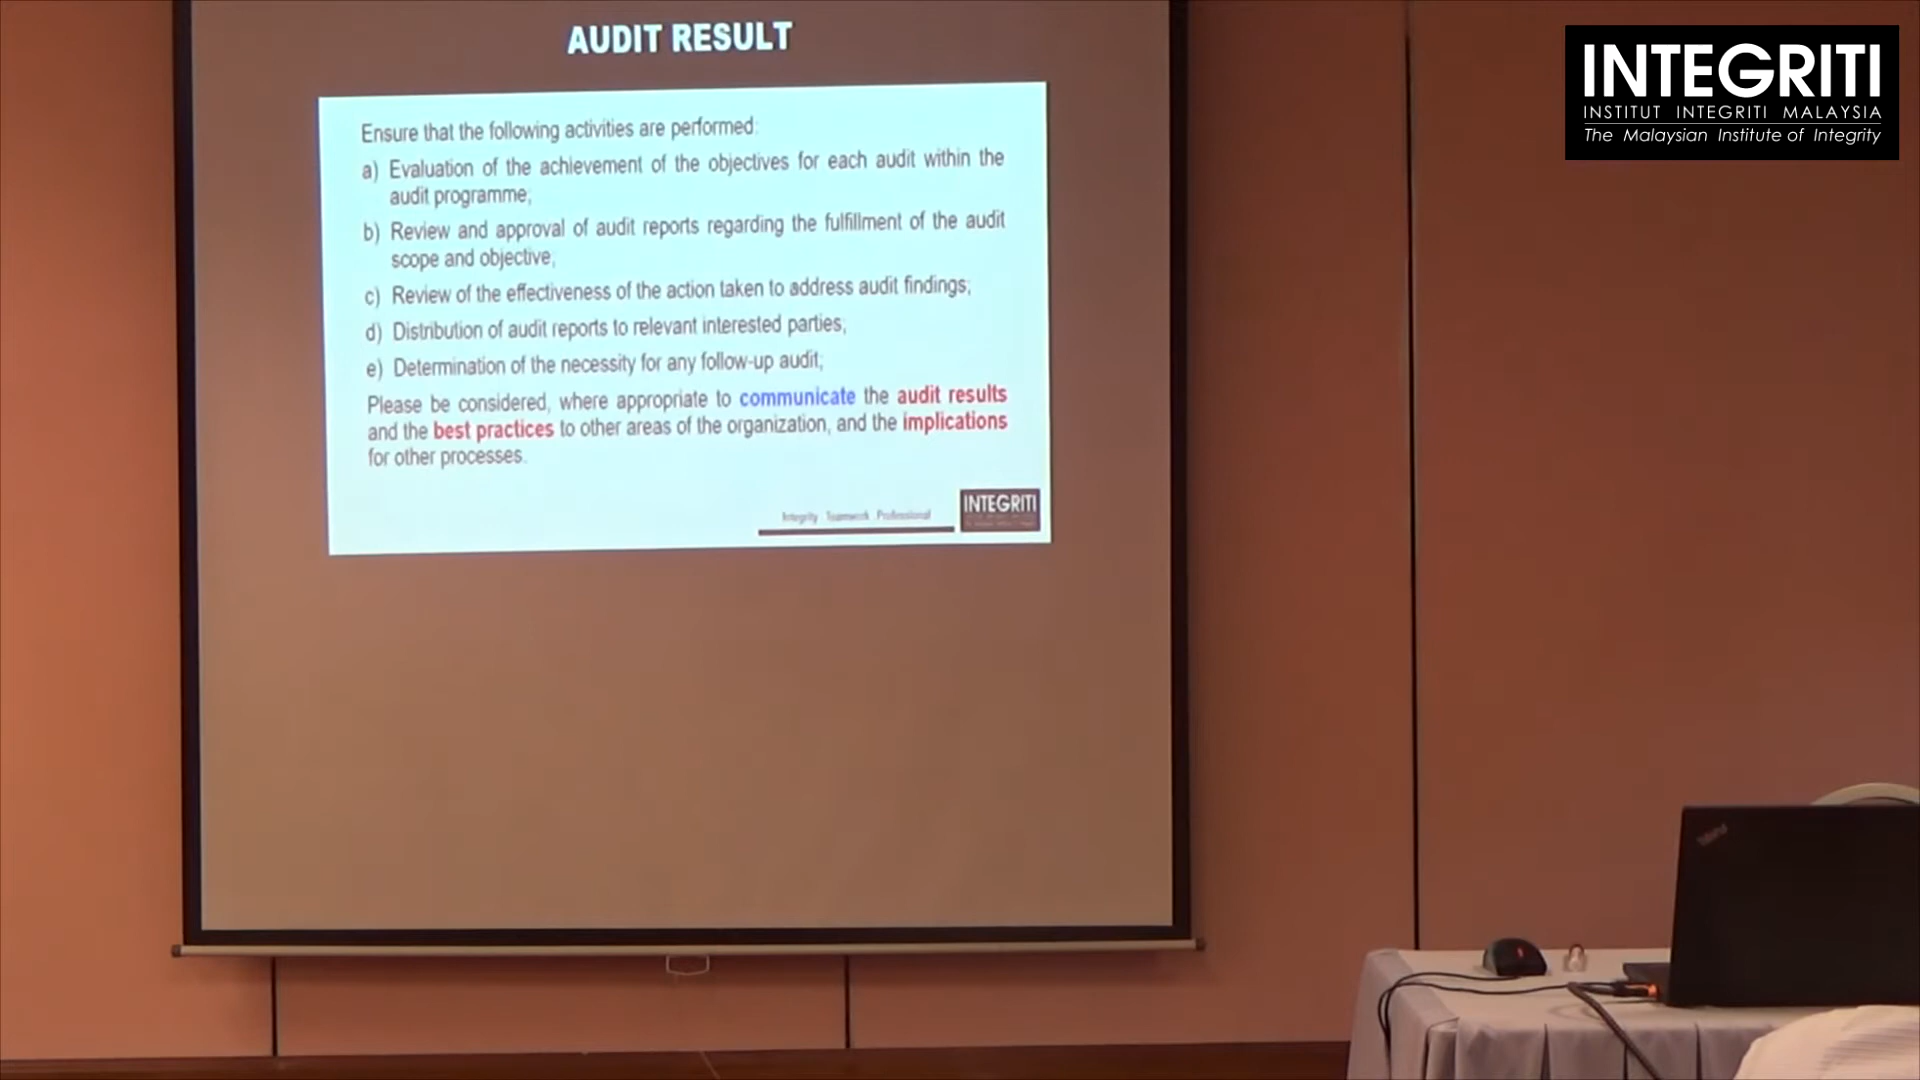 AUDIT RESULT
INTEGRITI
INSTITUT INTEGRITI MALAYSIA
The Malaysian Institute of Integrity
Ensure that the following activities are performed:
a) Evaluation of the achievement of the objectives for each audit within the
audit programme;
b) Review and approval of audit reports regarding the fulfillment of the audit
scope and objective;
c) Review of the effectiveness of the action taken to address audit findings;
d) Distribution of audit reports to relevant interested parties;
e) Determination of the necessity for any follow-up audit;
Please be considered, where appropriate to communicate the audit results
and the best practices to other areas of the organization, and the implications
for other processes.
Integrity Teamwork Professional
INTEGRITI
ThinkPad